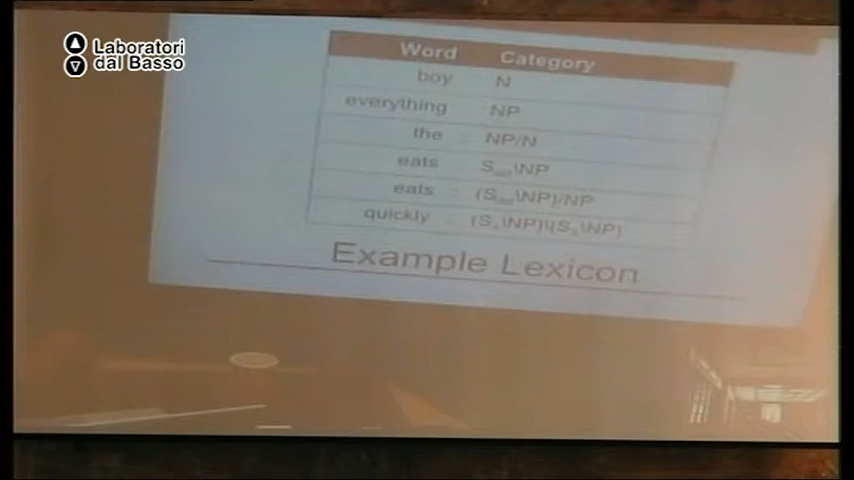 Laboratori
dal Basso
Word Category
boy : N
everything : NP
the : NP/N
eats : S\NP
eats : (S\NP)/NP
quickly : (S\NP)\(S\NP)
Example Lexicon